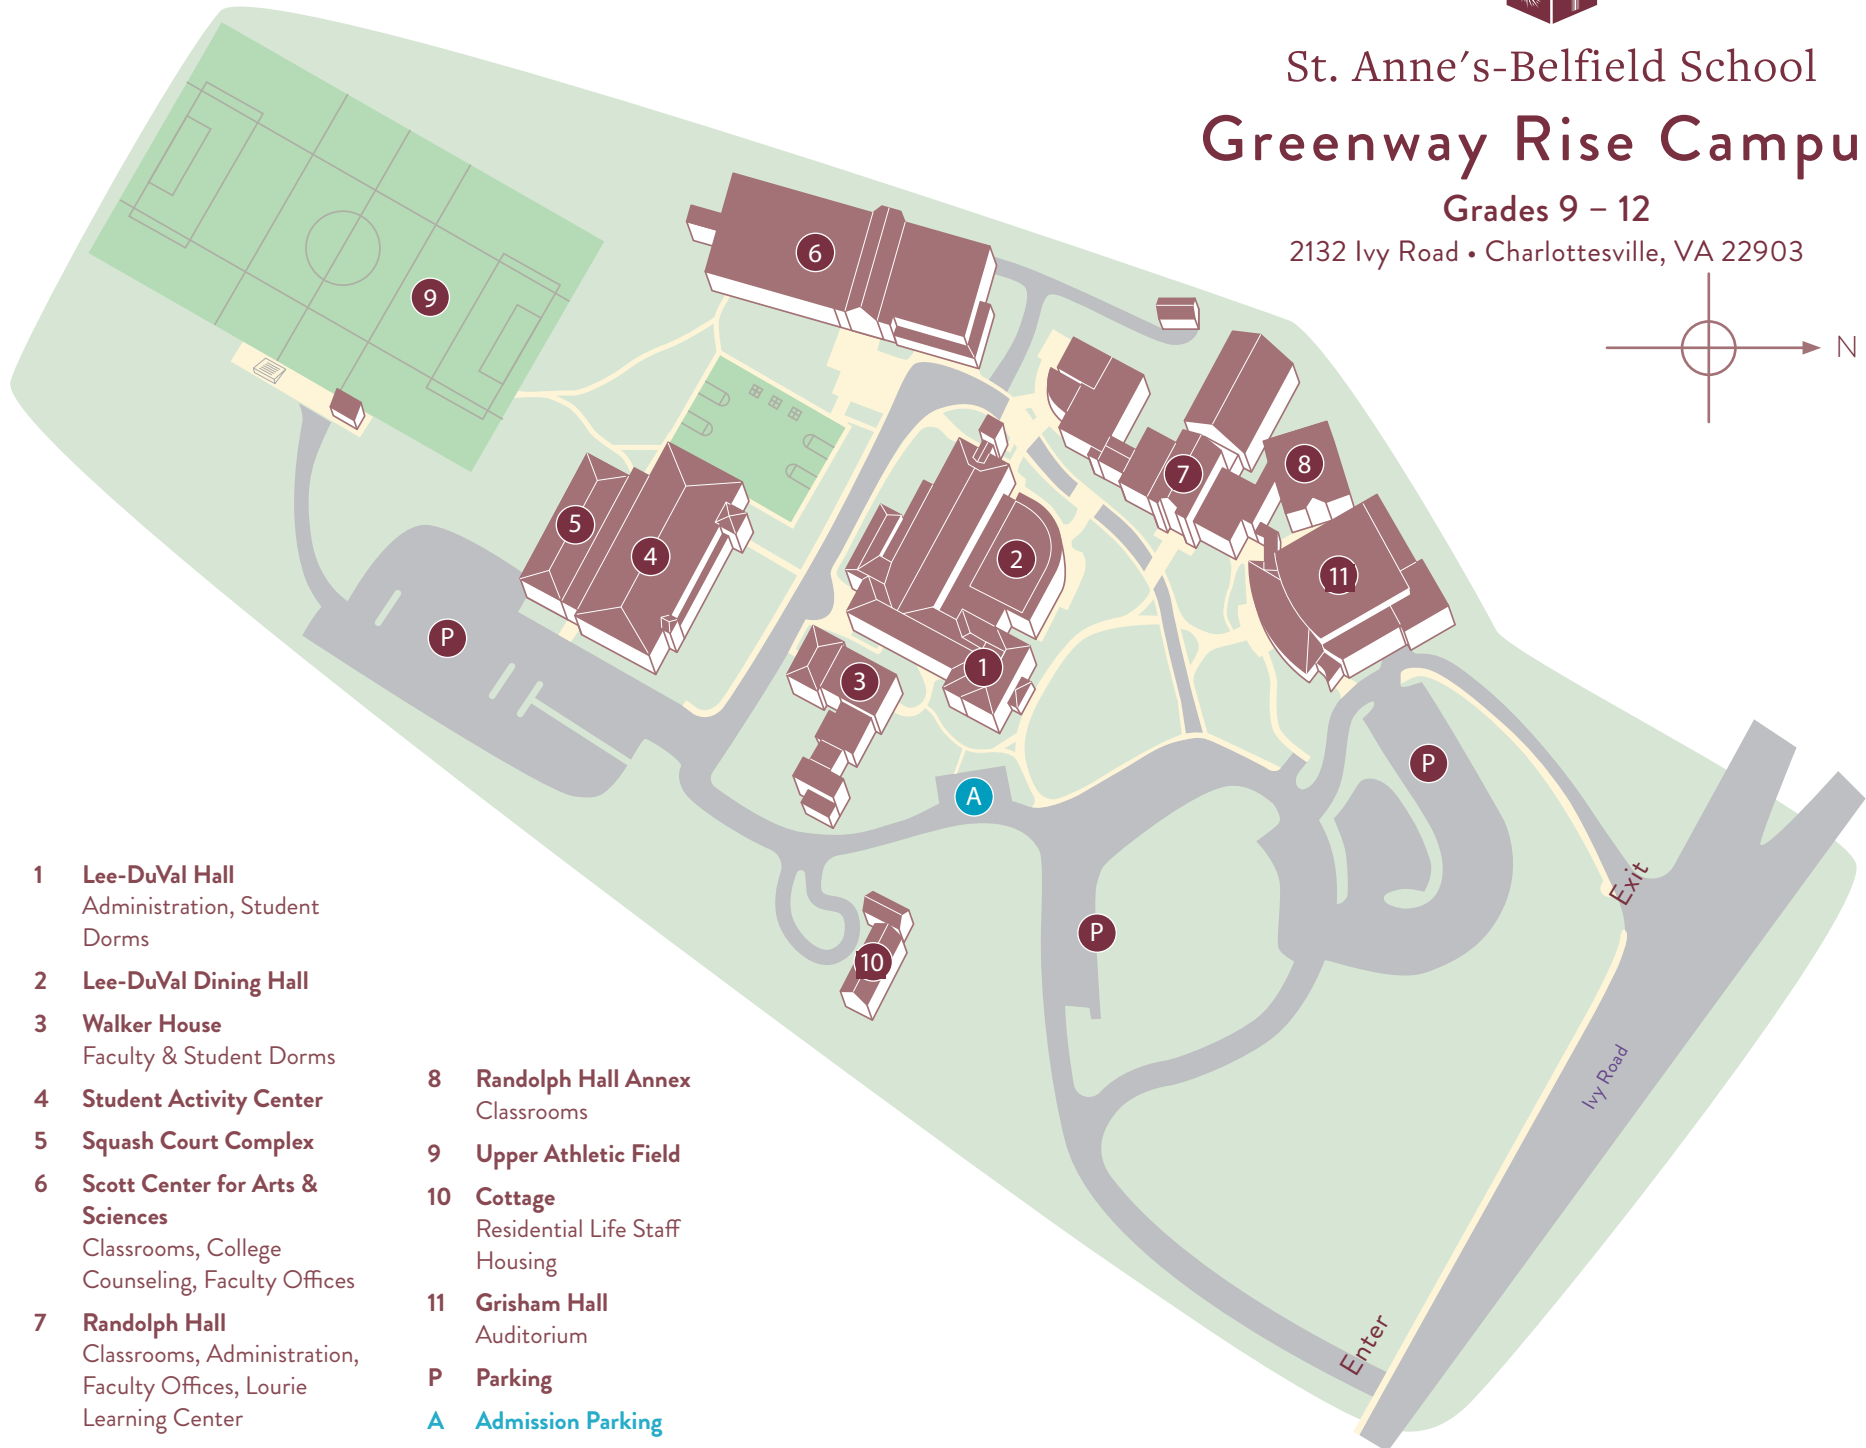 St. Anne's-Belfield School
Greenway Rise Campu
Grades 9 – 12
2132 Ivy Road • Charlottesville, VA 22903
N
6
9
8
7
5
4
2
11
P
3
1
P
A
Exit
P
10
Ivy Road
Enter
1 Lee-DuVal Hall
Administration, Student
Dorms
2 Lee-DuVal Dining Hall
3 Walker House
Faculty & Student Dorms
4 Student Activity Center
5 Squash Court Complex
6 Scott Center for Arts &
Sciences
Classrooms, College
Counseling, Faculty Offices
7 Randolph Hall
Classrooms, Administration,
Faculty Offices, Lourie
Learning Center
8 Randolph Hall Annex
Classrooms
9 Upper Athletic Field
10 Cottage
Residential Life Staff
Housing
11 Grisham Hall
Auditorium
P Parking
A Admission Parking